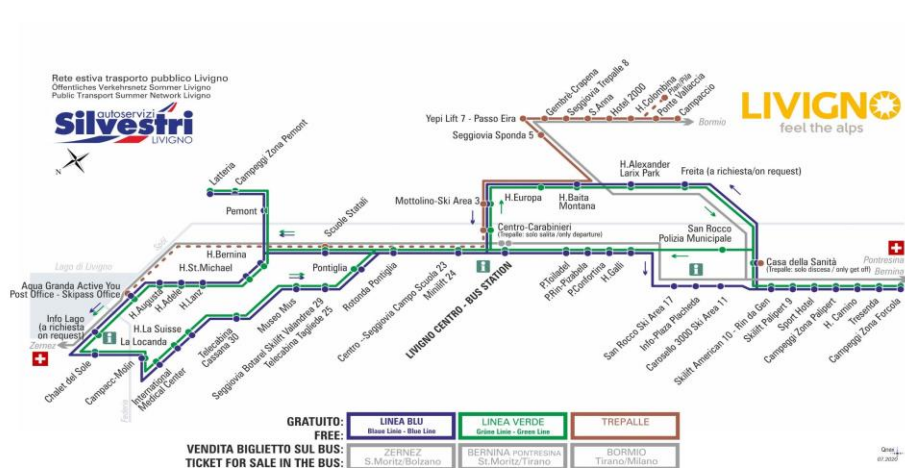 Rete estiva trasporto pubblico Livigno
Öffentliches Verkehrsnetz Sommer Livigno
Public Transport Summer Network Livigno
autoservizi
Silvestri
LIVIGNO
N
LIVIGNO
feel the alps
Yepi Lift 7 - Passo Eira
Gembrè-Crapena
Seggiovia Trepalle 8
S.Anna
Hotel 2000
H.Colombina
Plan/Pila
Ponte Vallaccia
Campaccio
Bormio
Seggiovia Sponda 5
Latteria
Campeggi Zona Pemont
Pemont
Scuole Statali
Mottolino-Ski Area 3
H.Europa
H.Baita
Montana
H.Alexander
Larix Park
Freita (a richiesta/on request)
Centro-Carabinieri
(Trepalle: solo salita /only departure)
San Rocco
Polizia Municipale
Casa della Sanità
(Trepalle: solo discesa / only get off)
Pontresina
Bernina
Lago di Livigno
H.Bernina
H.St.Michael
H.Lanz
H.Adele
H.Augusta
Aqua Granda Active You
Post Office - Skipass Office
Info Lago
(a richiesta
on request)
Zernez
Chalet del Sole
Campacc-Molin
H.La Suisse
La Locanda
International
Medical Center
Telecabina
Cassana 30
Museo Mus
Seggiovia Botarel Skilift Valandrea 29
Telecabina Tagliede 25
Pontiglia
Rotonda Pontiglia
Centro -Seggiovia Campo Scuola 23
Minilift 24
LIVIGNO CENTRO - BUS STATION
P.Toiladel
P.Rin-Pizabela
P.Confortina
H.Galli
San Rocco Ski Area 17
Info-Plaza Placheda
Carosello 3000 Ski Area 11
Skilift American 10 - Rin da Gen
Skilift Palipert 9
Sport Hotel
Campeggi Zona Palipert
H. Camino
Tresenda
Campeggi Zona Forcola
GRATUITO:
FREE:
LINEA BLU
Blaue Linie - Blue Line
LINEA VERDE
Grüne Linie - Green Line
TREPALLE
VENDITA BIGLIETTO SUL BUS:
TICKET FOR SALE IN THE BUS:
ZERNEZ
S.Moritz/Bolzano
BERNINA PONTRESINA
St.Moritz/Tirano
BORMIO
Tirano/Milano